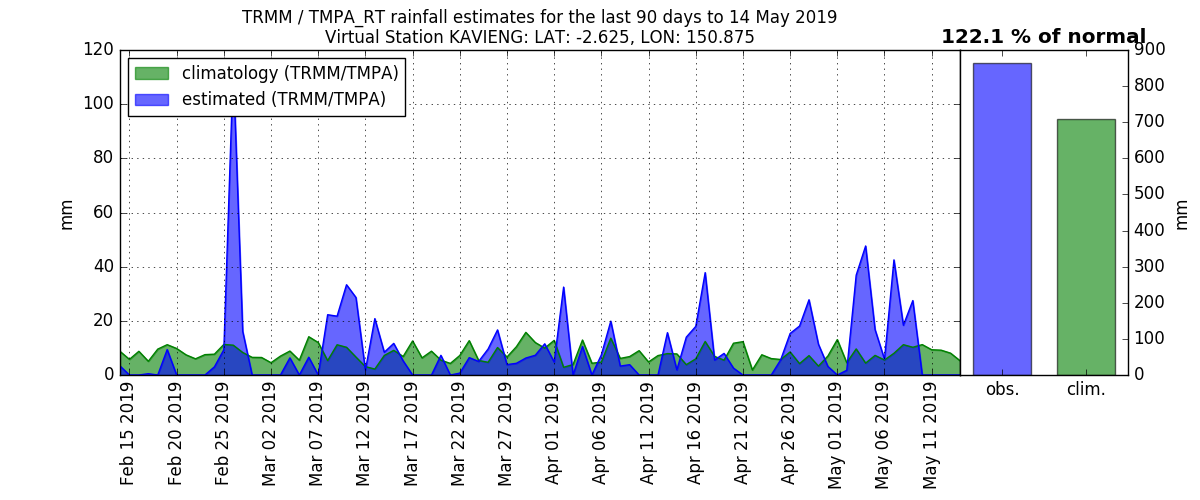 TRMM / TMPA_RT rainfall estimates for the last 90 days to 14 May 2019
Virtual Station KAVIENG: LAT: -2.625, LON: 150.875
122.1 % of normal
climatology (TRMM/TMPA)
estimated (TRMM/TMPA)
mm
120
100
80
60
40
20
0
Feb 15 2019
Feb 20 2019
Feb 25 2019
Mar 02 2019
Mar 07 2019
Mar 12 2019
Mar 17 2019
Mar 22 2019
Mar 27 2019
Apr 01 2019
Apr 06 2019
Apr 11 2019
Apr 16 2019
Apr 21 2019
Apr 26 2019
May 01 2019
May 06 2019
May 11 2019
obs.
clim.
900
800
700
600
500
400
300
200
100
0
mm